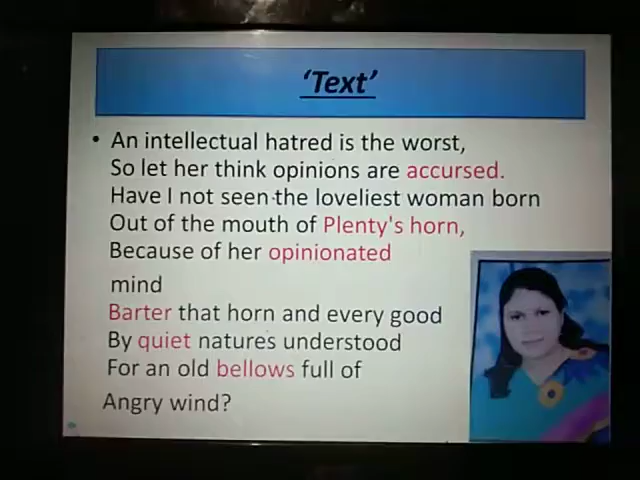 'Text'
• An intellectual hatred is the worst,
So let her think opinions are accursed.
Have I not seen the loveliest woman born
Out of the mouth of Plenty's horn,
Because of her opinionated
mind
Barter that horn and every good
By quiet natures understood
For an old bellows full of
Angry wind?